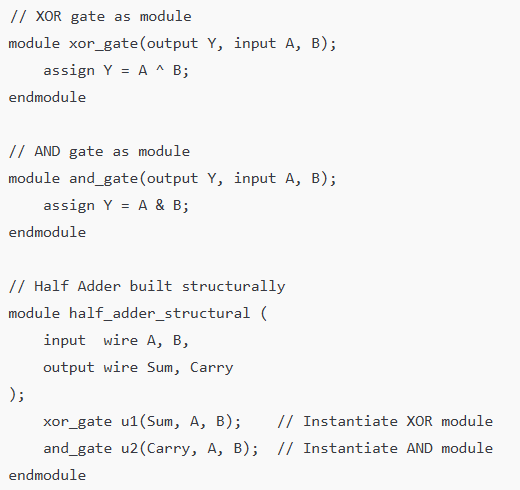 // XOR gate as module
module xor_gate(output Y, input A, B);
    assign Y = A ^ B;
endmodule

// AND gate as module
module and_gate(output Y, input A, B);
    assign Y = A & B;
endmodule

// Half Adder built structurally
module half_adder_structural (
    input  wire A, B,
    output wire Sum, Carry
);
    xor_gate u1(Sum, A, B);    // Instantiate XOR module
    and_gate u2(Carry, A, B);  // Instantiate AND module
endmodule